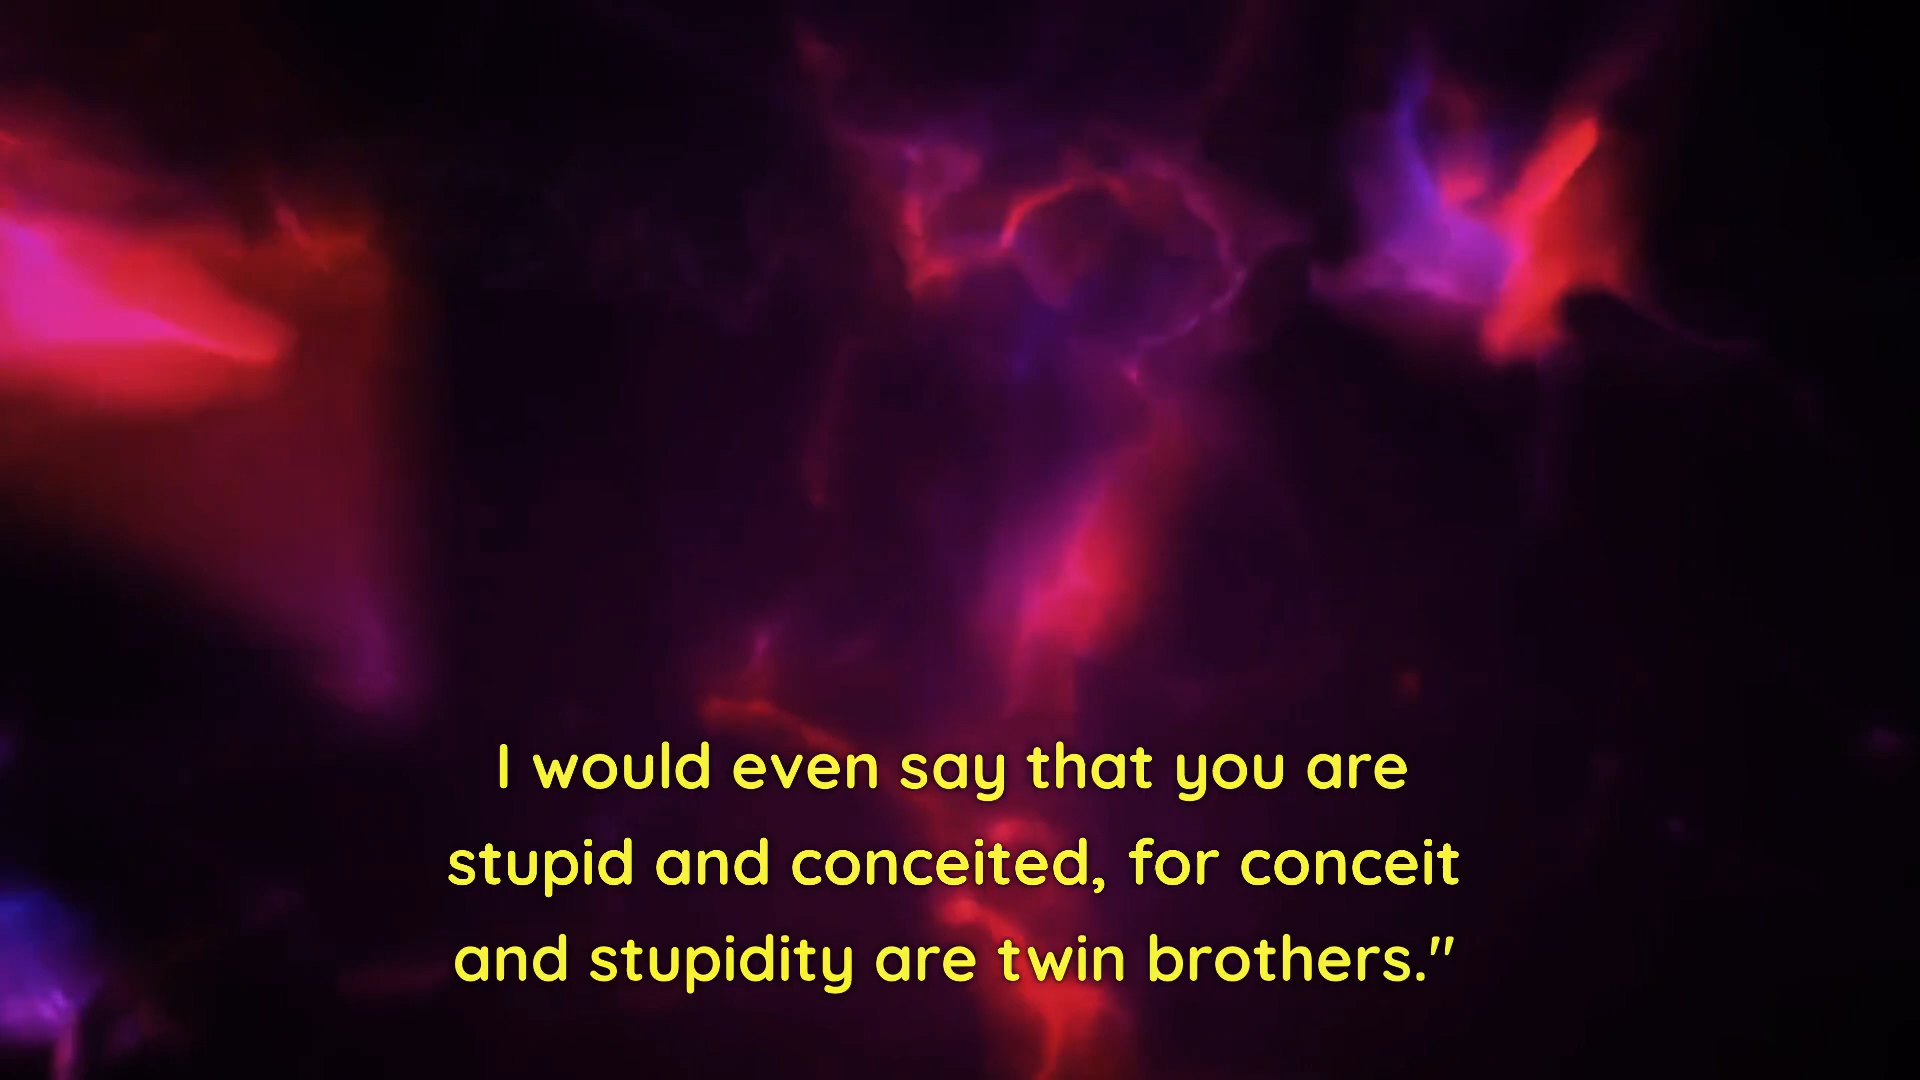 I would even say that you are
stupid and conceited, for conceit
and stupidity are twin brothers."